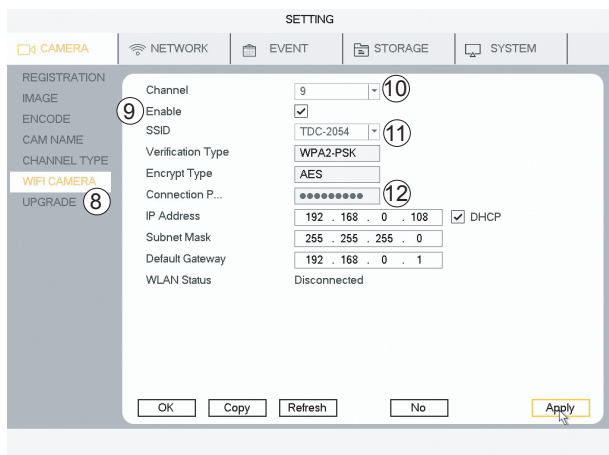 SETTING
CAMERA NETWORK EVENT STORAGE SYSTEM
REGISTRATION
IMAGE
ENCODE
CAM NAME
CHANNEL TYPE
WIFI CAMERA
UPGRADE ⑧
Channel 9 ⑩
⑨ Enable
SSID TDC-2054 ⑪
Verification Type WPA2-PSK
Encrypt Type AES
Connection P... ●●●●●●●●● ⑫
IP Address 192 . 168 . 0 . 108 DHCP
Subnet Mask 255 . 255 . 255 . 0
Default Gateway 192 . 168 . 0 . 1
WLAN Status Disconnected
OK Copy Refresh No Apply